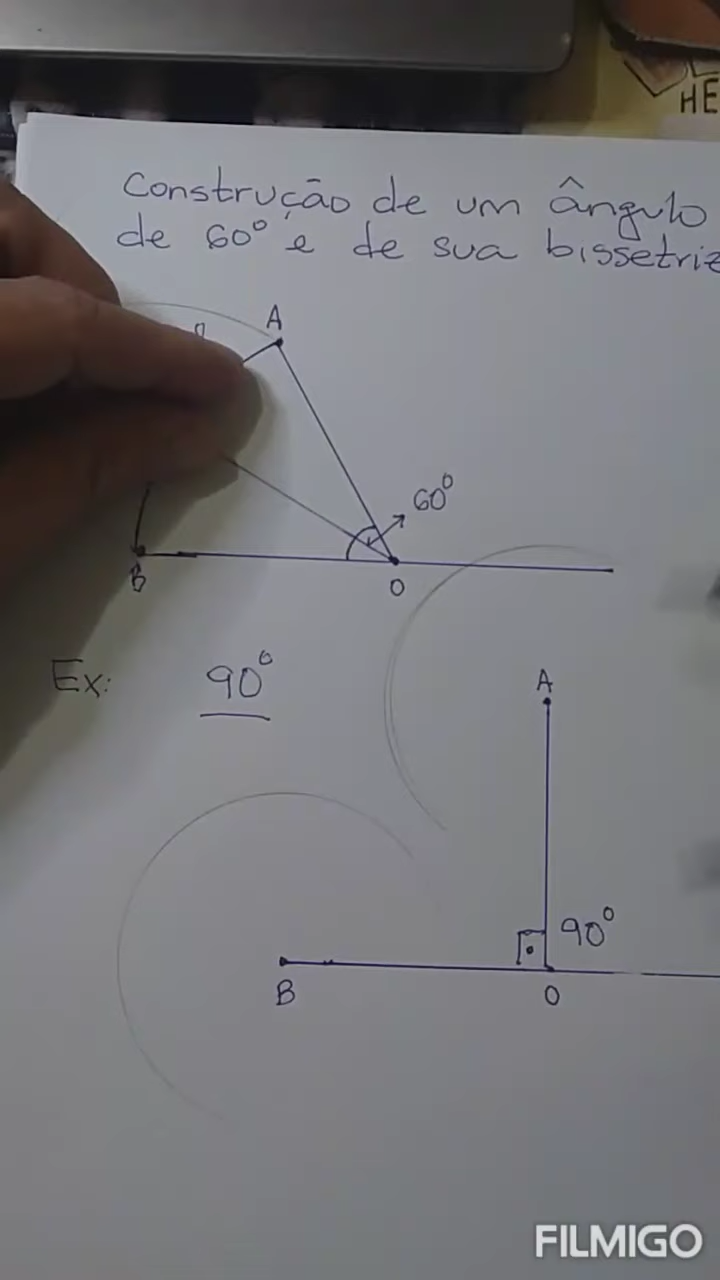 HE
Construção de um ângulo
de 60° e de sua bissetriz
A
60°
B
O
Ex: 90°
A
90°
B
O
FILMIGO